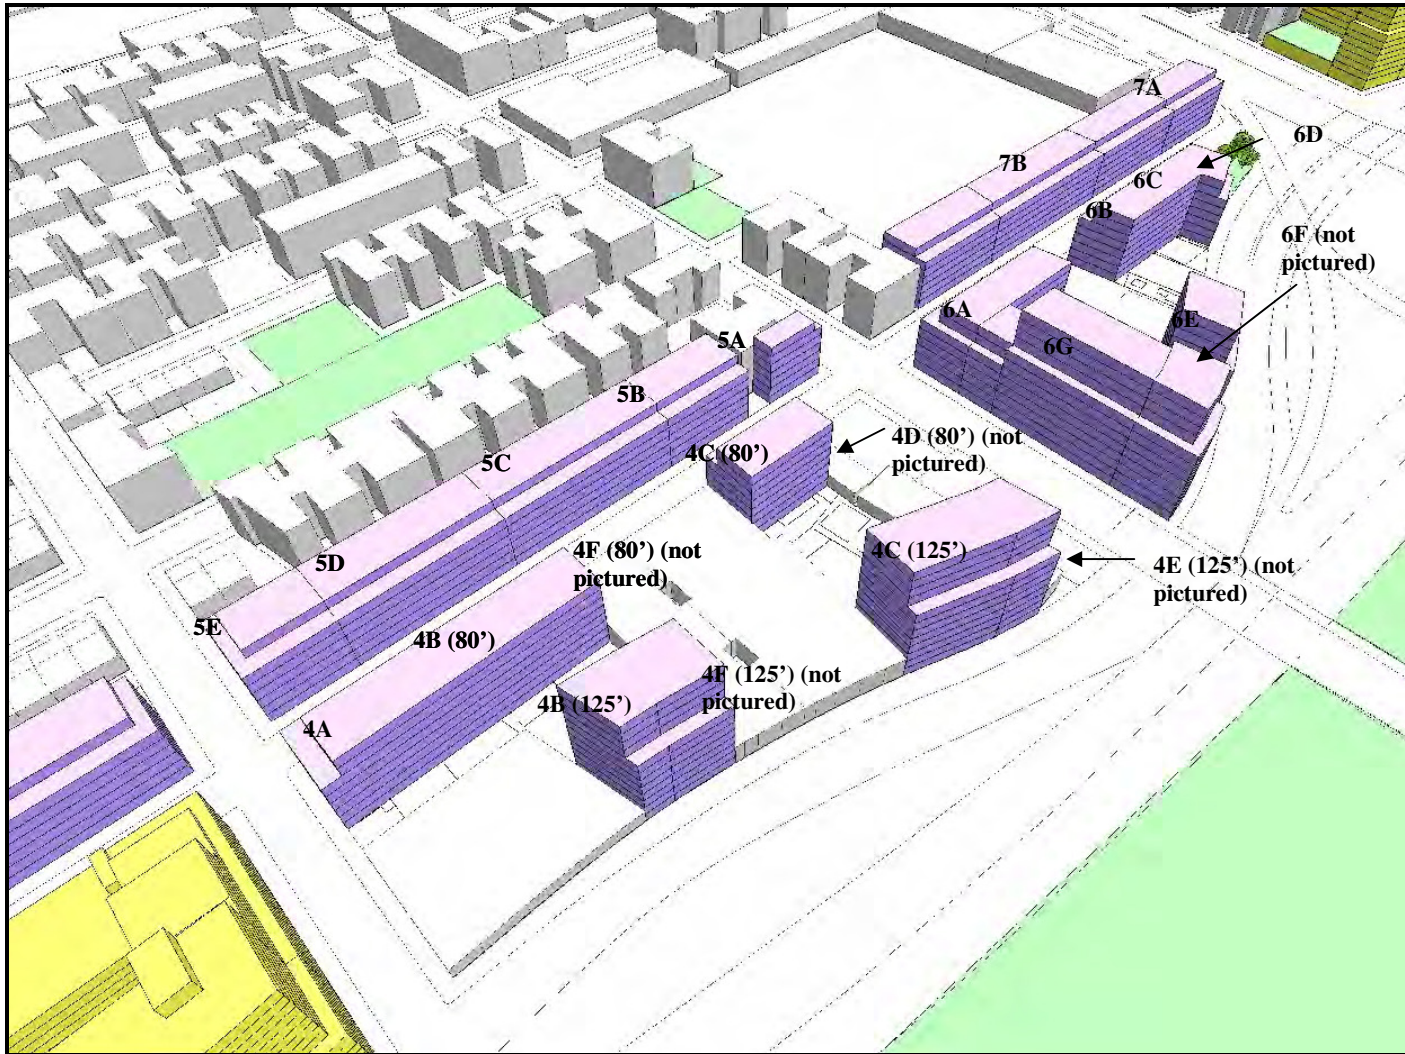 7A
6D
7B
6C
6B
6F (not
pictured)
6A
6E
5A
6G
5B
4D (80’) (not
pictured)
4C (80’)
5C
4F (80’) (not
pictured)
4C (125’)
5D
4E (125’) (not
pictured)
5E
4B (80’)
4F (125’) (not
pictured)
4B (125’)
4A